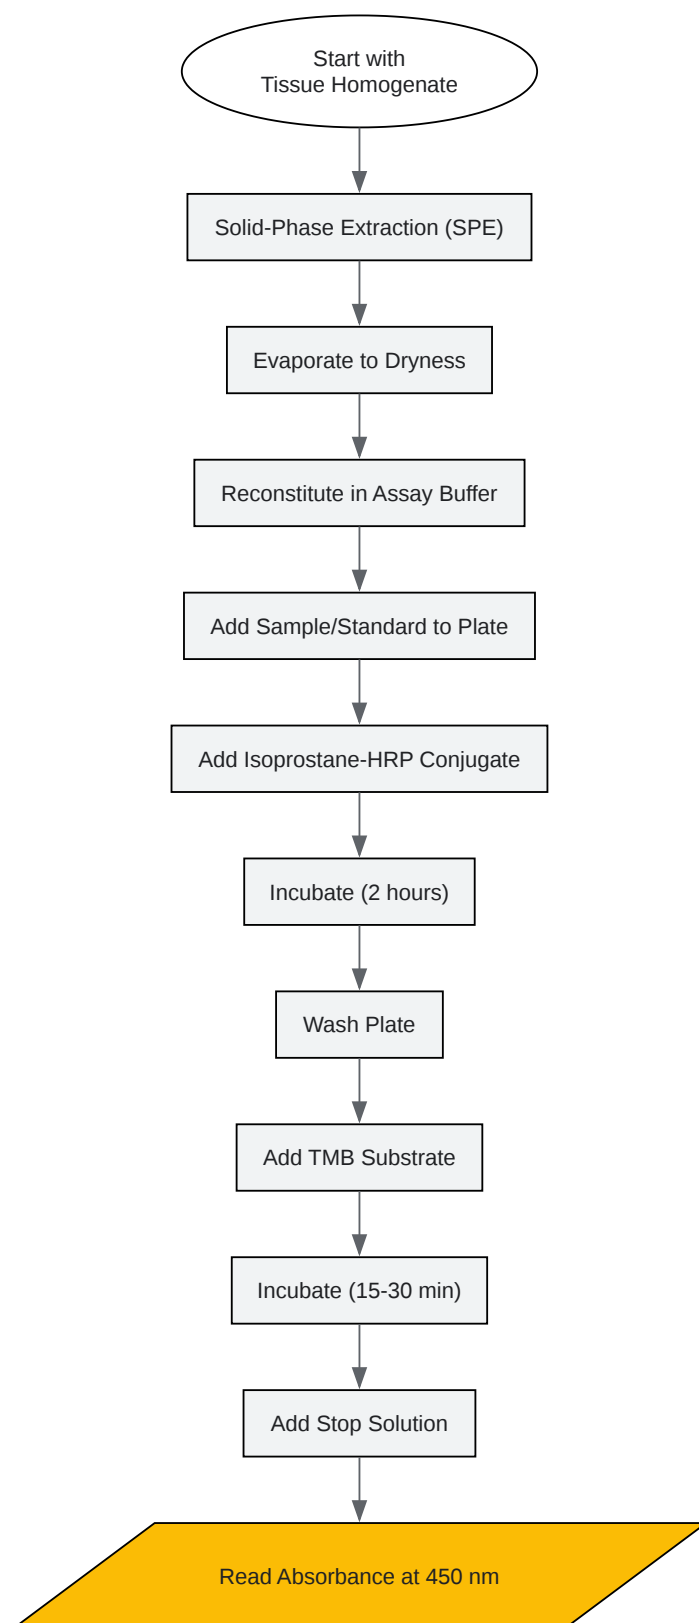 Start with
Tissue Homogenate
Solid-Phase Extraction (SPE)
Evaporate to Dryness
Reconstitute in Assay Buffer
Add Sample/Standard to Plate
Add Isoprostane-HRP Conjugate
Incubate (2 hours)
Wash Plate
Add TMB Substrate
Incubate (15-30 min)
Add Stop Solution
Read Absorbance at 450 nm